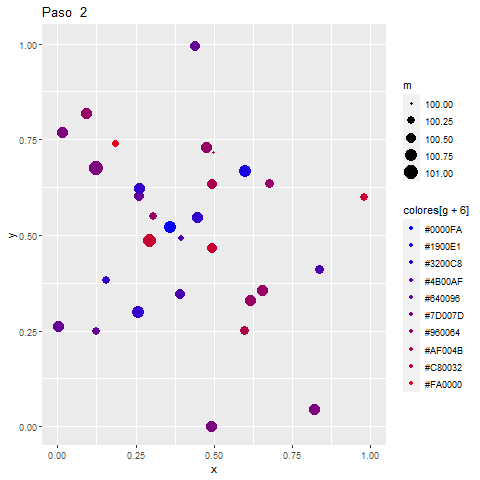 Paso 2
1.00
0.75
0.50
0.25
0.00
y
0.00 0.25 0.50 0.75 1.00
x
m
100.00
100.25
100.50
100.75
101.00
colores[g + 6]
#0000FA
#1900E1
#3200C8
#4B00AF
#640096
#7D007D
#960064
#AF004B
#C80032
#FA0000